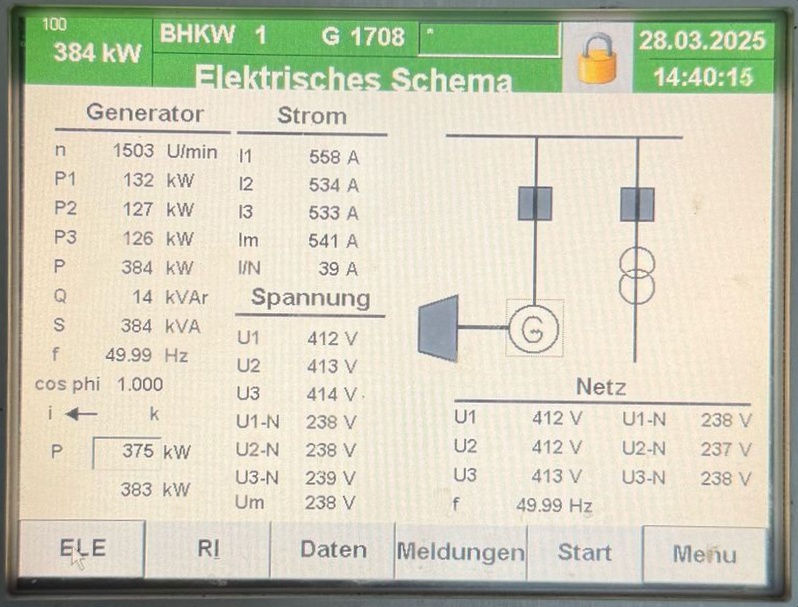 100
384 kW
BHKW 1 G 1708 *
28.03.2025
Elektrisches Schema
14:40:15
Generator
n 1503 U/min
P1 132 kW
P2 127 kW
P3 126 kW
P 384 kW
Q 14 kVAr
S 384 kVA
f 49.99 Hz
cos phi 1.000
i ← k
P 375 kW
383 kW
Strom
I1 558 A
I2 534 A
I3 533 A
Im 541 A
I/N 39 A
Spannung
U1 412 V
U2 413 V
U3 414 V
U1-N 238 V
U2-N 238 V
U3-N 239 V
Um 238 V
G
Netz
U1 412 V U1-N 238 V
U2 412 V U2-N 237 V
U3 413 V U3-N 238 V
f 49.99 Hz
ELE RI Daten Meldungen Start Menu